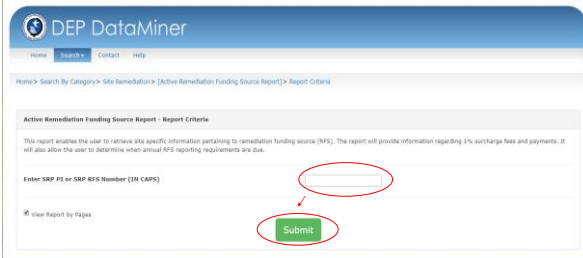 DEP DataMiner
Home Search Contact Help
Home> Search By Category> Site Remediation> [Active Remediation Funding Source Report]> Report Criteria
Active Remediation Funding Source Report - Report Criteria
This report enables the user to retrieve site specific information pertaining to remediation funding source (RFS). The report will provide information regarding 1% surcharge fees and payments. It
will also allow the user to determine when annual RFS reporting requirements are due.
Enter SRP PI or SRP RFS Number (IN CAPS)
View Report by Pages
Submit